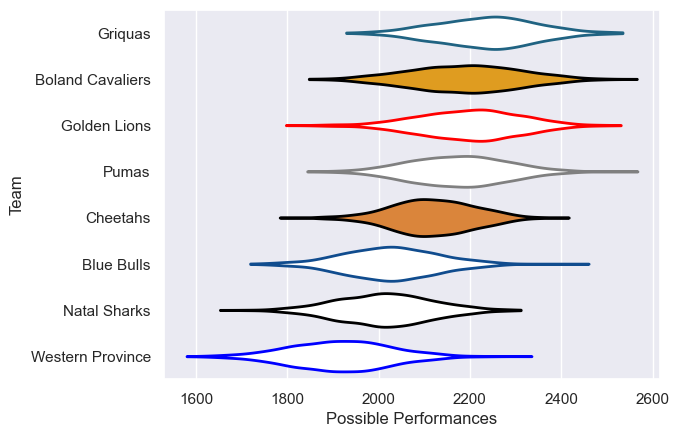 Griquas
Boland Cavaliers
Golden Lions
Pumas
Cheetahs
Blue Bulls
Natal Sharks
Western Province
Team
1600 1800 2000 2200 2400 2600
Possible Performances